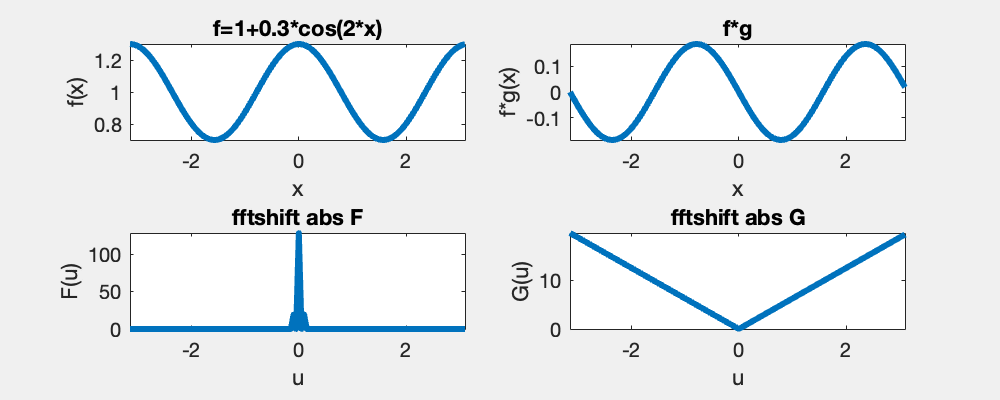 f=1+0.3*cos(2*x)
f(x)
1.2
1
0.8
-2 0 2
x
f*g
f*g(x)
0.1
0
-0.1
-2 0 2
x
fftshift abs F
F(u)
100
50
0
-2 0 2
u
fftshift abs G
G(u)
10
0
-2 0 2
u